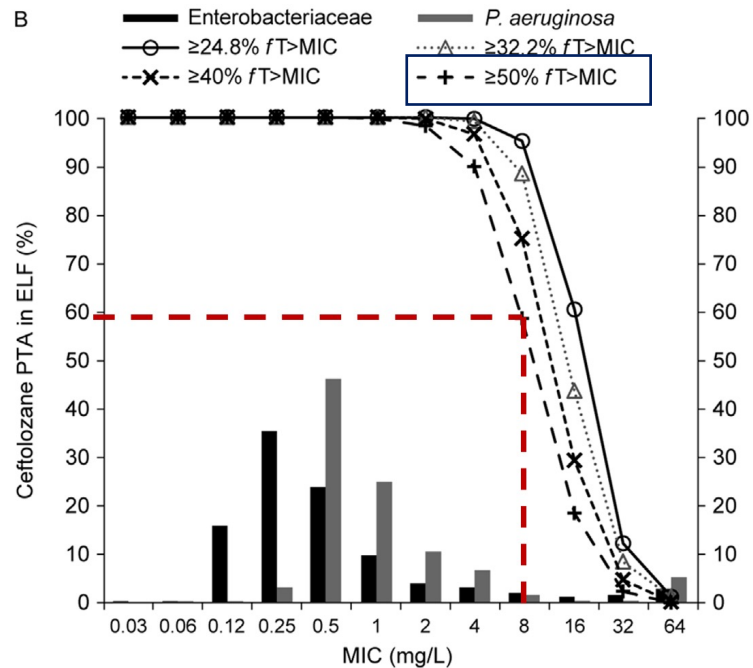 B
Enterobacteriaceae P. aeruginosa
≥24.8% fT>MIC ≥32.2% fT>MIC
≥40% fT>MIC ≥50% fT>MIC
100 100
90 90
80 80
70 70
60 60
50 50
40 40
30 30
20 20
10 10
0 0
Ceftolozane PTA in ELF (%)
0.03 0.06 0.12 0.25 0.5 1 2 4 8 16 32 64
MIC (mg/L)